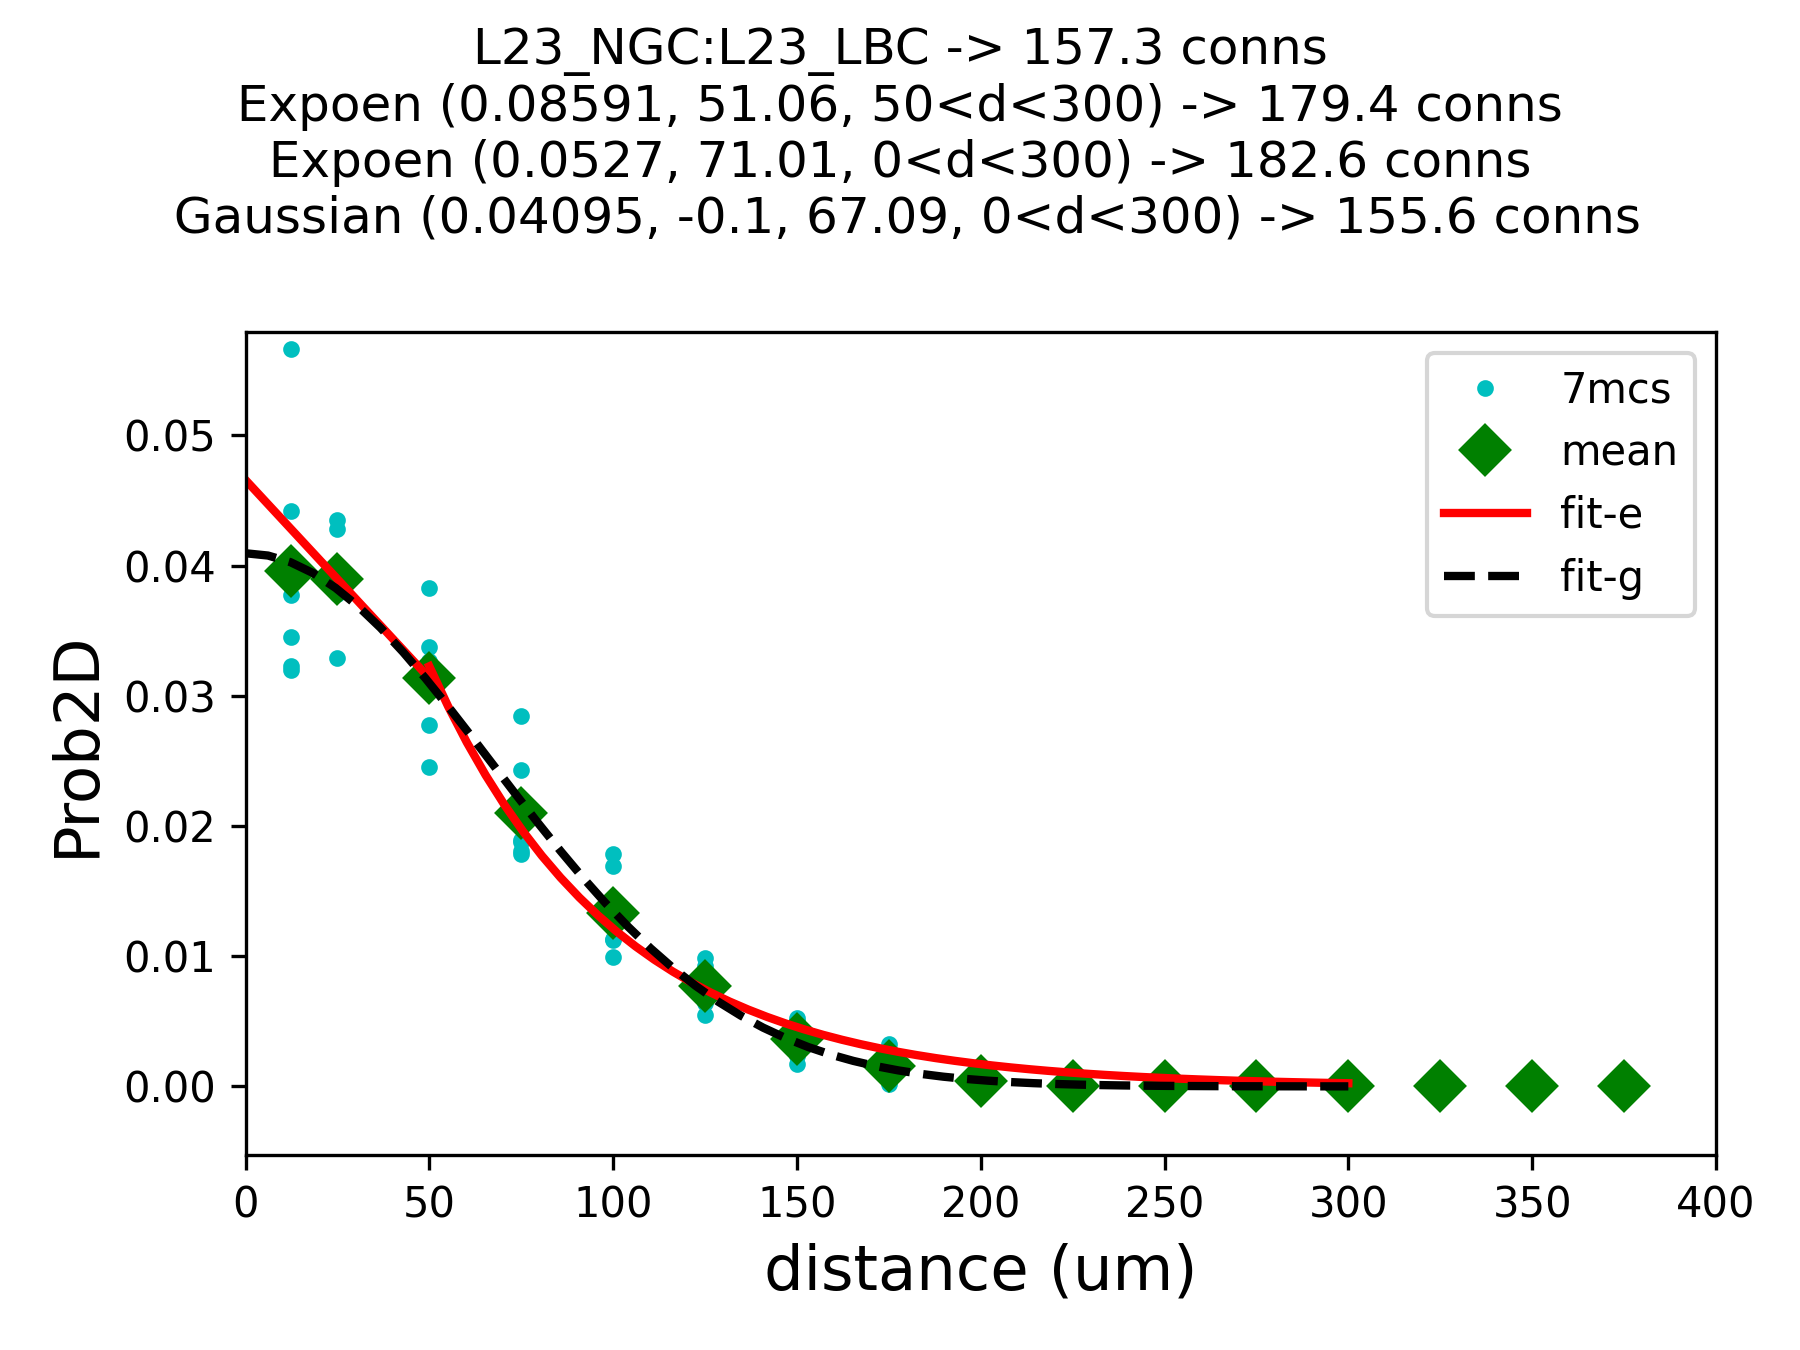 L23_NGC:L23_LBC -> 157.3 conns
Expoen (0.08591, 51.06, 50<d<300) -> 179.4 conns
Expoen (0.0527, 71.01, 0<d<300) -> 182.6 conns
Gaussian (0.04095, -0.1, 67.09, 0<d<300) -> 155.6 conns
7mcs
mean
fit-e
fit-g
0.05
0.04
0.03
0.02
0.01
0.00
Prob2D
0 50 100 150 200 250 300 350 400
distance (um)